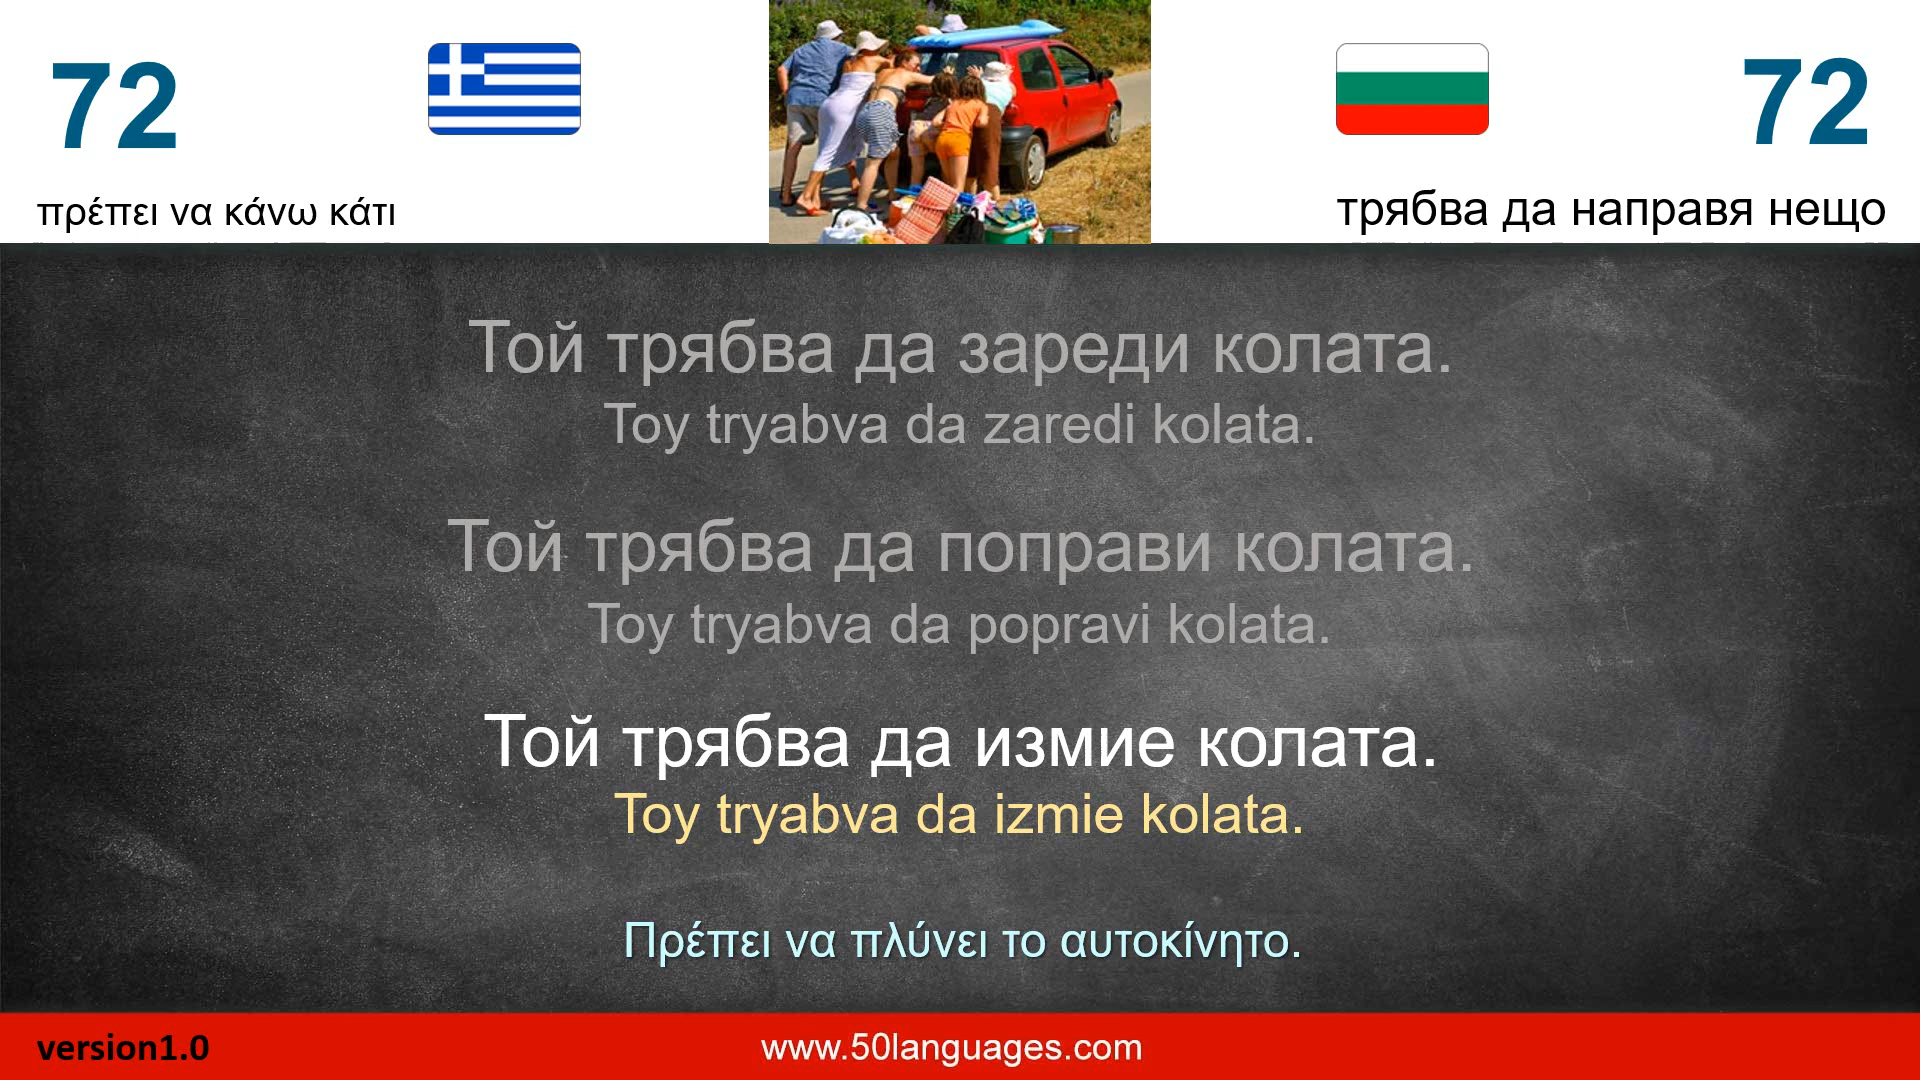 72
72
πρέπει να κάνω κάτι
трябва да направя нещо
Той трябва да зареди колата.
Toy tryabva da zaredi kolata.
Той трябва да поправи колата.
Toy tryabva da popravi kolata.
Той трябва да измие колата.
Toy tryabva da izmie kolata.
Πρέπει να πλύνει το αυτοκίνητο.
version1.0
www.50languages.com